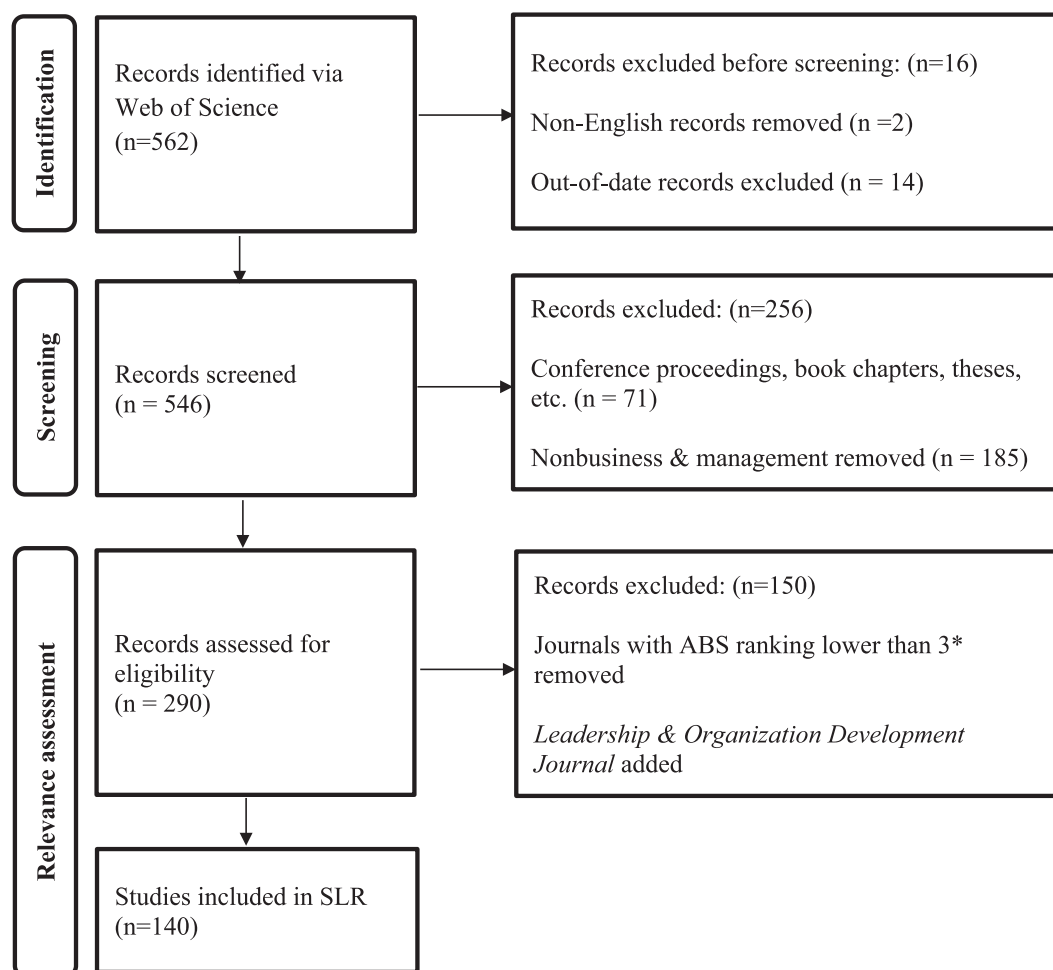 Identification
Records identified via
Web of Science
(n=562)
Records excluded before screening: (n=16)
Non-English records removed (n =2)
Out-of-date records excluded (n = 14)
Screening
Records screened
(n = 546)
Records excluded: (n=256)
Conference proceedings, book chapters, theses,
etc. (n = 71)
Nonbusiness & management removed (n = 185)
Relevance assessment
Records assessed for
eligibility
(n = 290)
Records excluded: (n=150)
Journals with ABS ranking lower than 3*
removed
Leadership & Organization Development
Journal added
Studies included in SLR
(n=140)